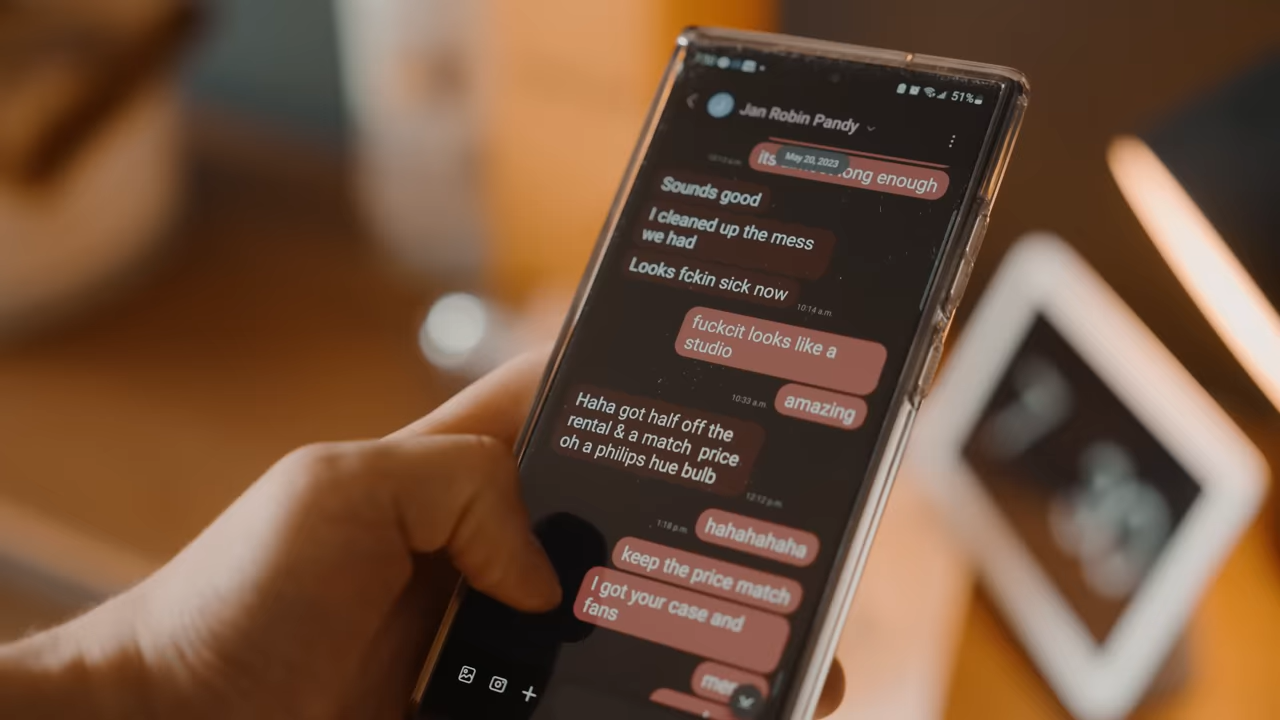 51%
J
Jan Robin Pandy
May 20, 2023
its
long enough
Sounds good
I cleaned up the mess
we had
Looks fckin sick now
10:14 a.m.
fuckcit looks like a
studio
10:33 a.m.
amazing
Haha got half off the
rental & a match price
oh a philips hue bulb
12:12 p.m.
1:18 p.m.
hahahahaha
keep the price match
I got your case and
fans